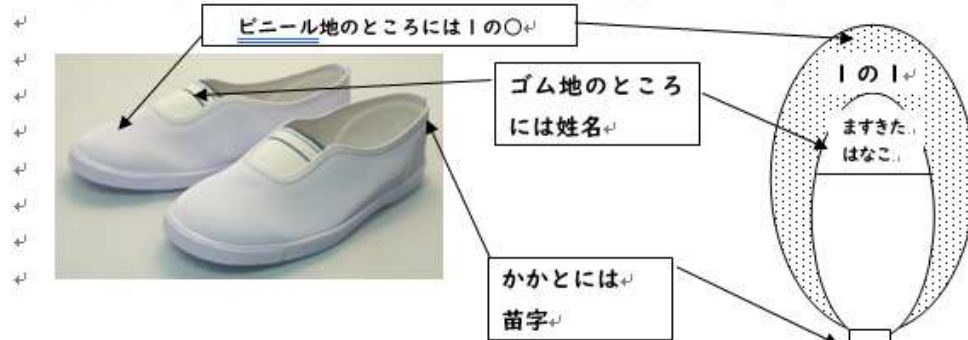 ビニール地のところには1の○
ゴム地のところ
には姓名
かかとには
苗字
1の1
ますきた
はなこ